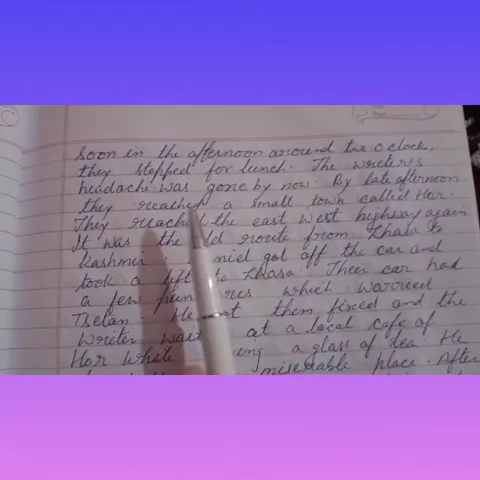 soon in the afternoon around two o clock,
they stopped for lunch. The writer's
headache was gone by now. By late afternoon
they reached a small town called Hor.
They reached the east west highway again
It was the old route from Lhasa to
Kashmir. got off the car and
took a lift to Lhasa. Their car had
a few which worried
Tsetan. He them fixed and the
writer at a local cafe of
Hor a glass of tea. He
miserable place. After